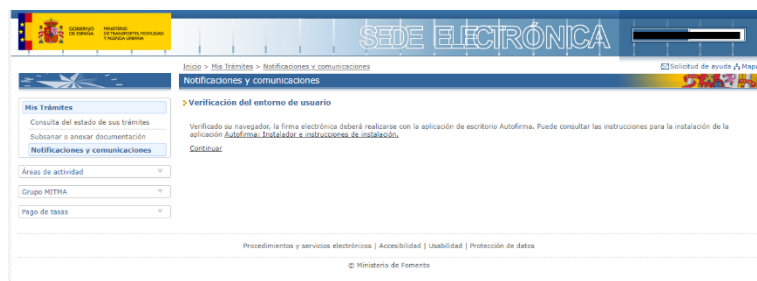 GOBIERNO DE ESPAÑA
MINISTERIO DE TRANSPORTES, MOVILIDAD Y AGENDA URBANA
SEDE ELECTRÓNICA
Inicio > Mis Trámites > Notificaciones y comunicaciones
Solicitud de ayuda Mapa
Notificaciones y comunicaciones
Mis Trámites
Consulta del estado de sus trámites
Subsanar o anexar documentación
Notificaciones y comunicaciones
Áreas de actividad
Grupo MITMA
Pago de tasas
Verificación del entorno de usuario
Verificado su navegador, la firma electrónica deberá realizarse con la aplicación de escritorio Autofirma. Puede consultar las instrucciones para la instalación de la
aplicación Autofirma: Instalador e instrucciones de instalación.
Continuar
Procedimientos y servicios electrónicos | Accesibilidad | Usabilidad | Protección de datos
© Ministerio de Fomento